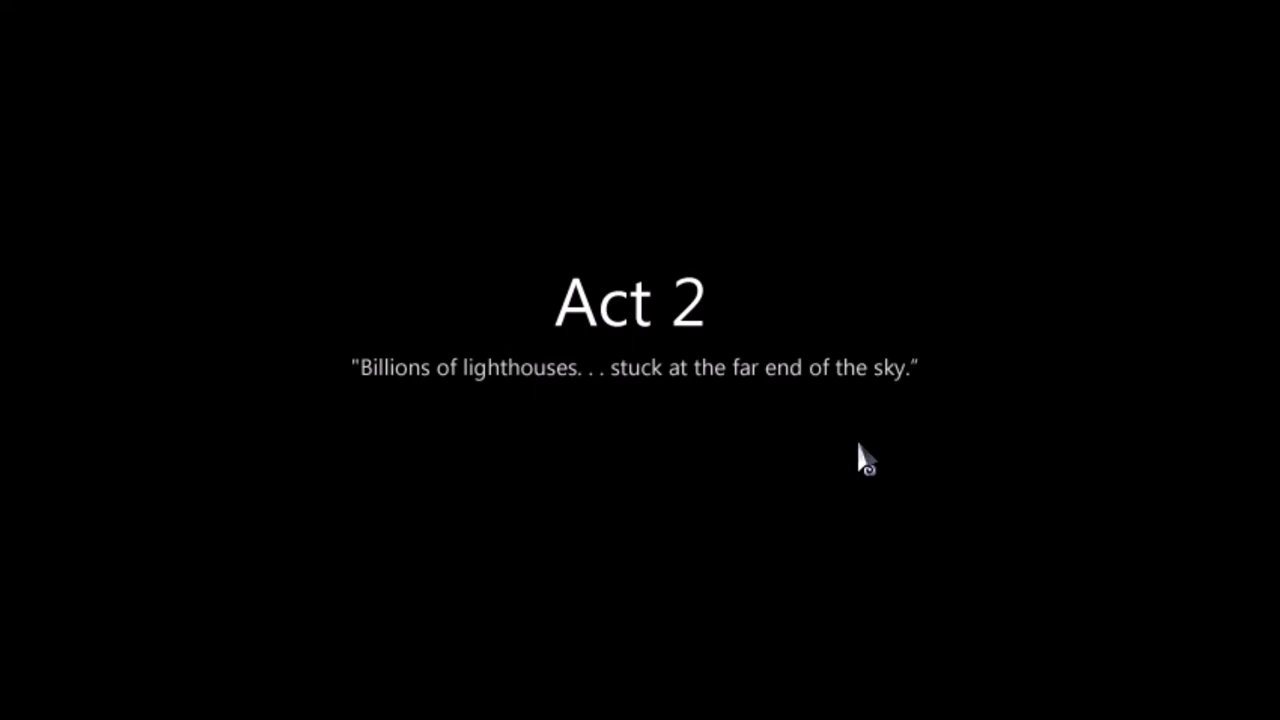 Act 2
"Billions of lighthouses. . . stuck at the far end of the sky.”